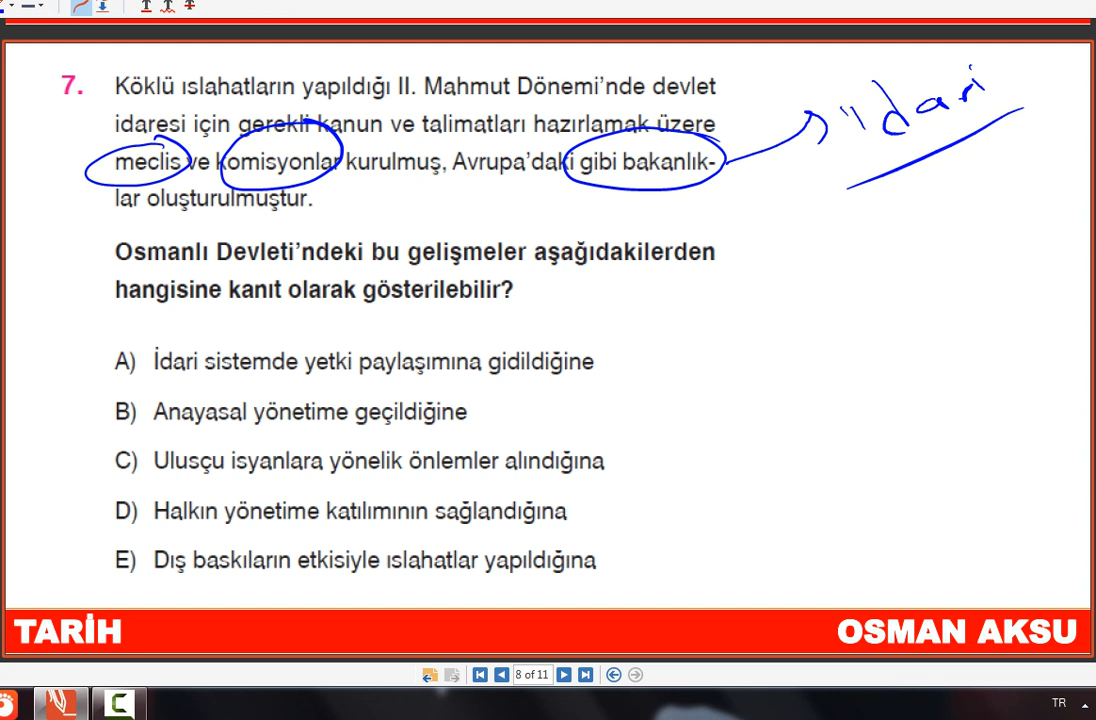 7. Köklü ıslahatların yapıldığı II. Mahmut Dönemi'nde devlet
idaresi için gerekli kanun ve talimatları hazırlamak üzere
meclis ve komisyonlar kurulmuş, Avrupa'daki gibi bakanlık-
lar oluşturulmuştur.
İdari
Osmanlı Devleti'ndeki bu gelişmeler aşağıdakilerden
hangisine kanıt olarak gösterilebilir?
A) İdari sistemde yetki paylaşımına gidildiğine
B) Anayasal yönetime geçildiğine
C) Ulusçu isyanlara yönelik önlemler alındığına
D) Halkın yönetime katılımının sağlandığına
E) Dış baskıların etkisiyle ıslahatlar yapıldığına
TARİH
OSMAN AKSU
8 of 11
TR